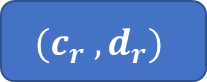 (c_r , d_r)